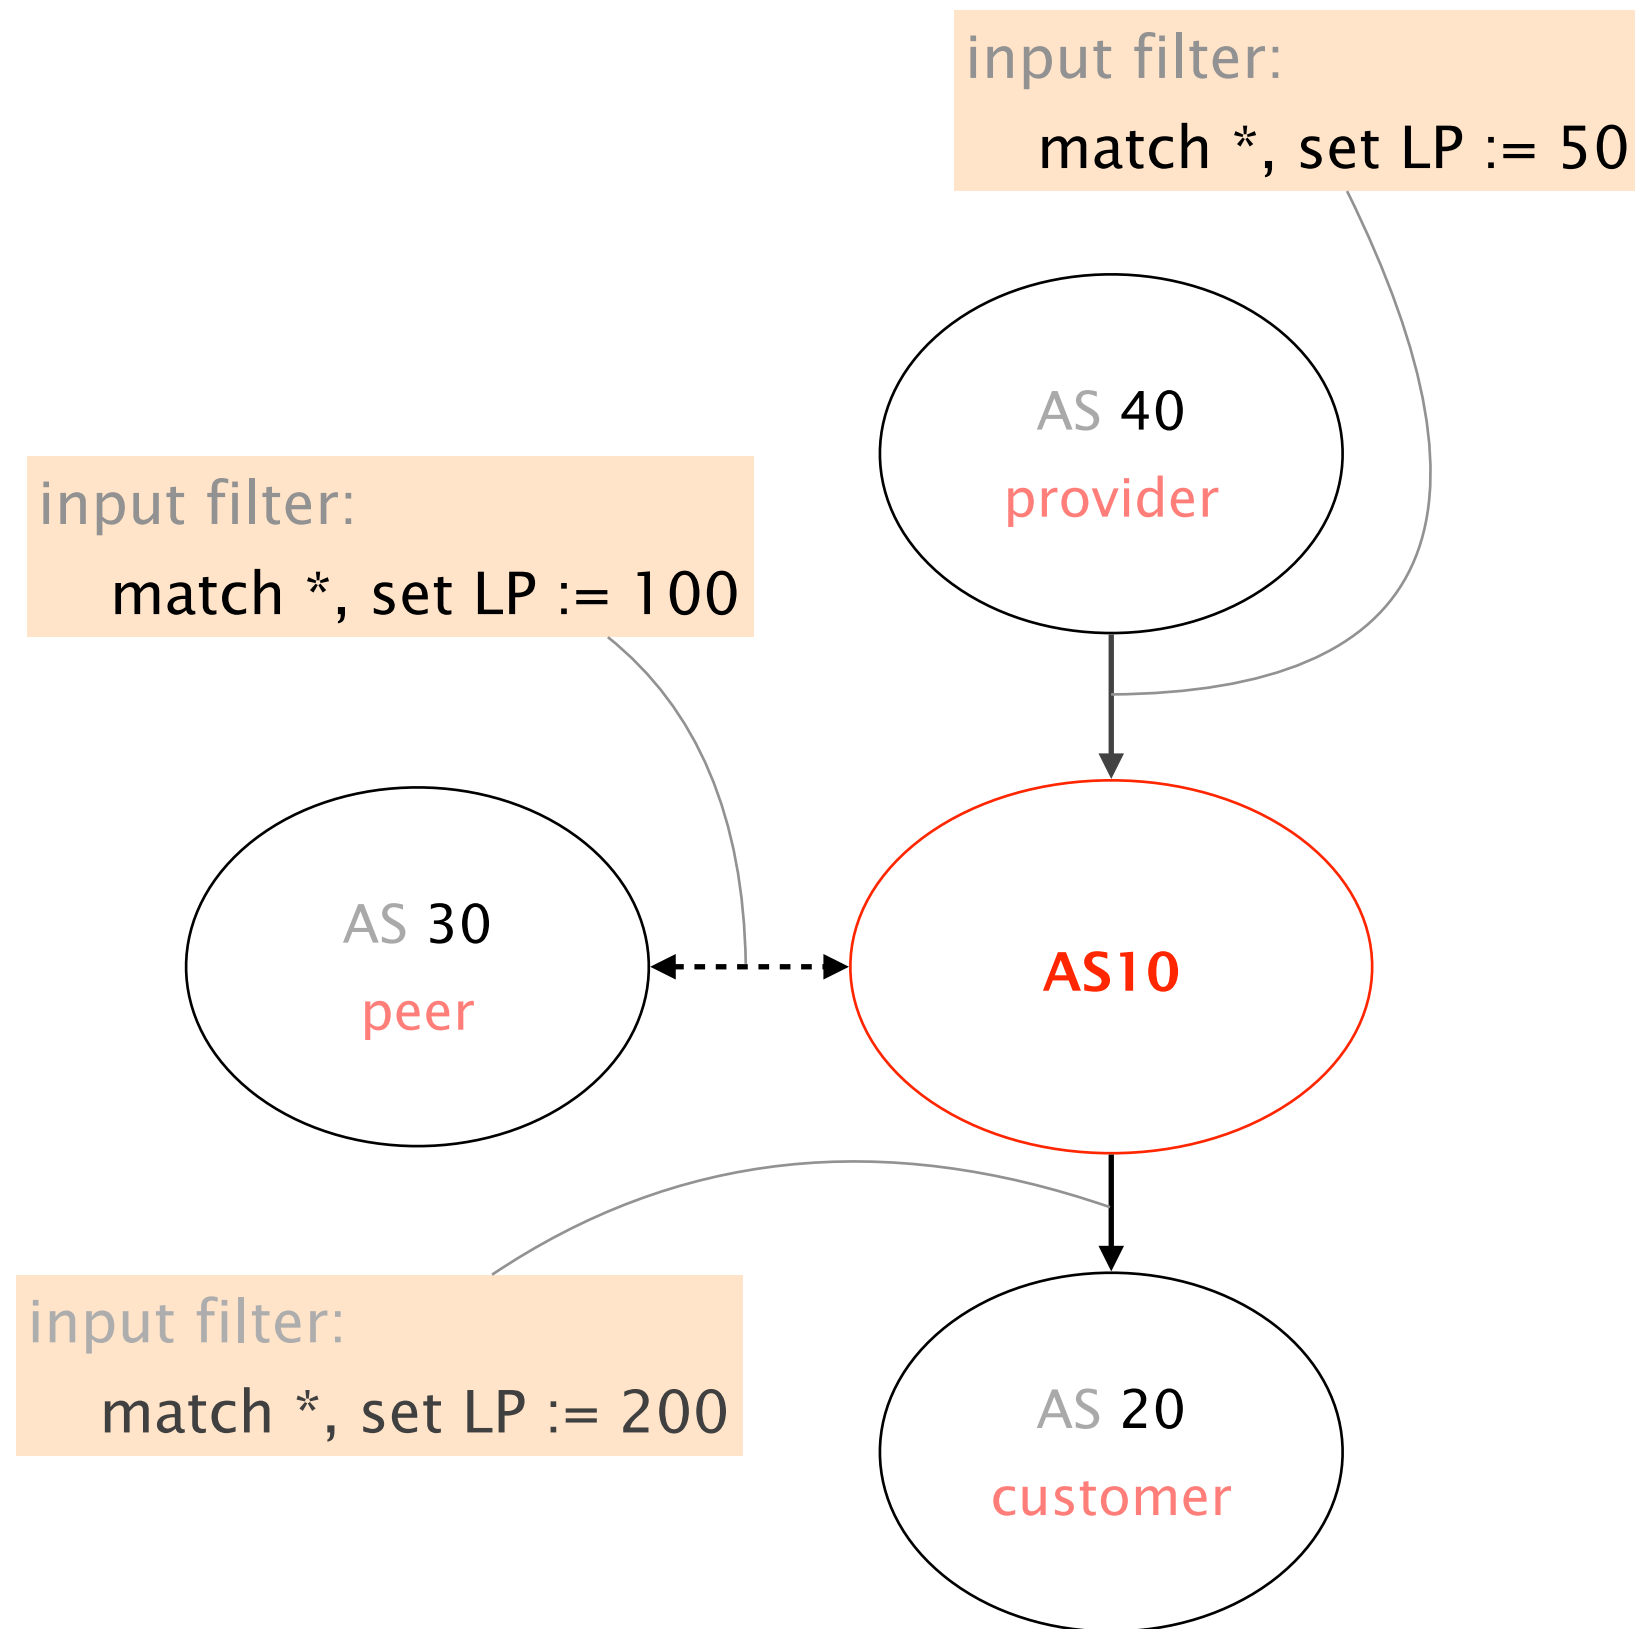 input filter:
match *, set LP := 50
AS 40
provider
input filter:
match *, set LP := 100
AS 30
peer
AS10
input filter:
match *, set LP := 200
AS 20
customer